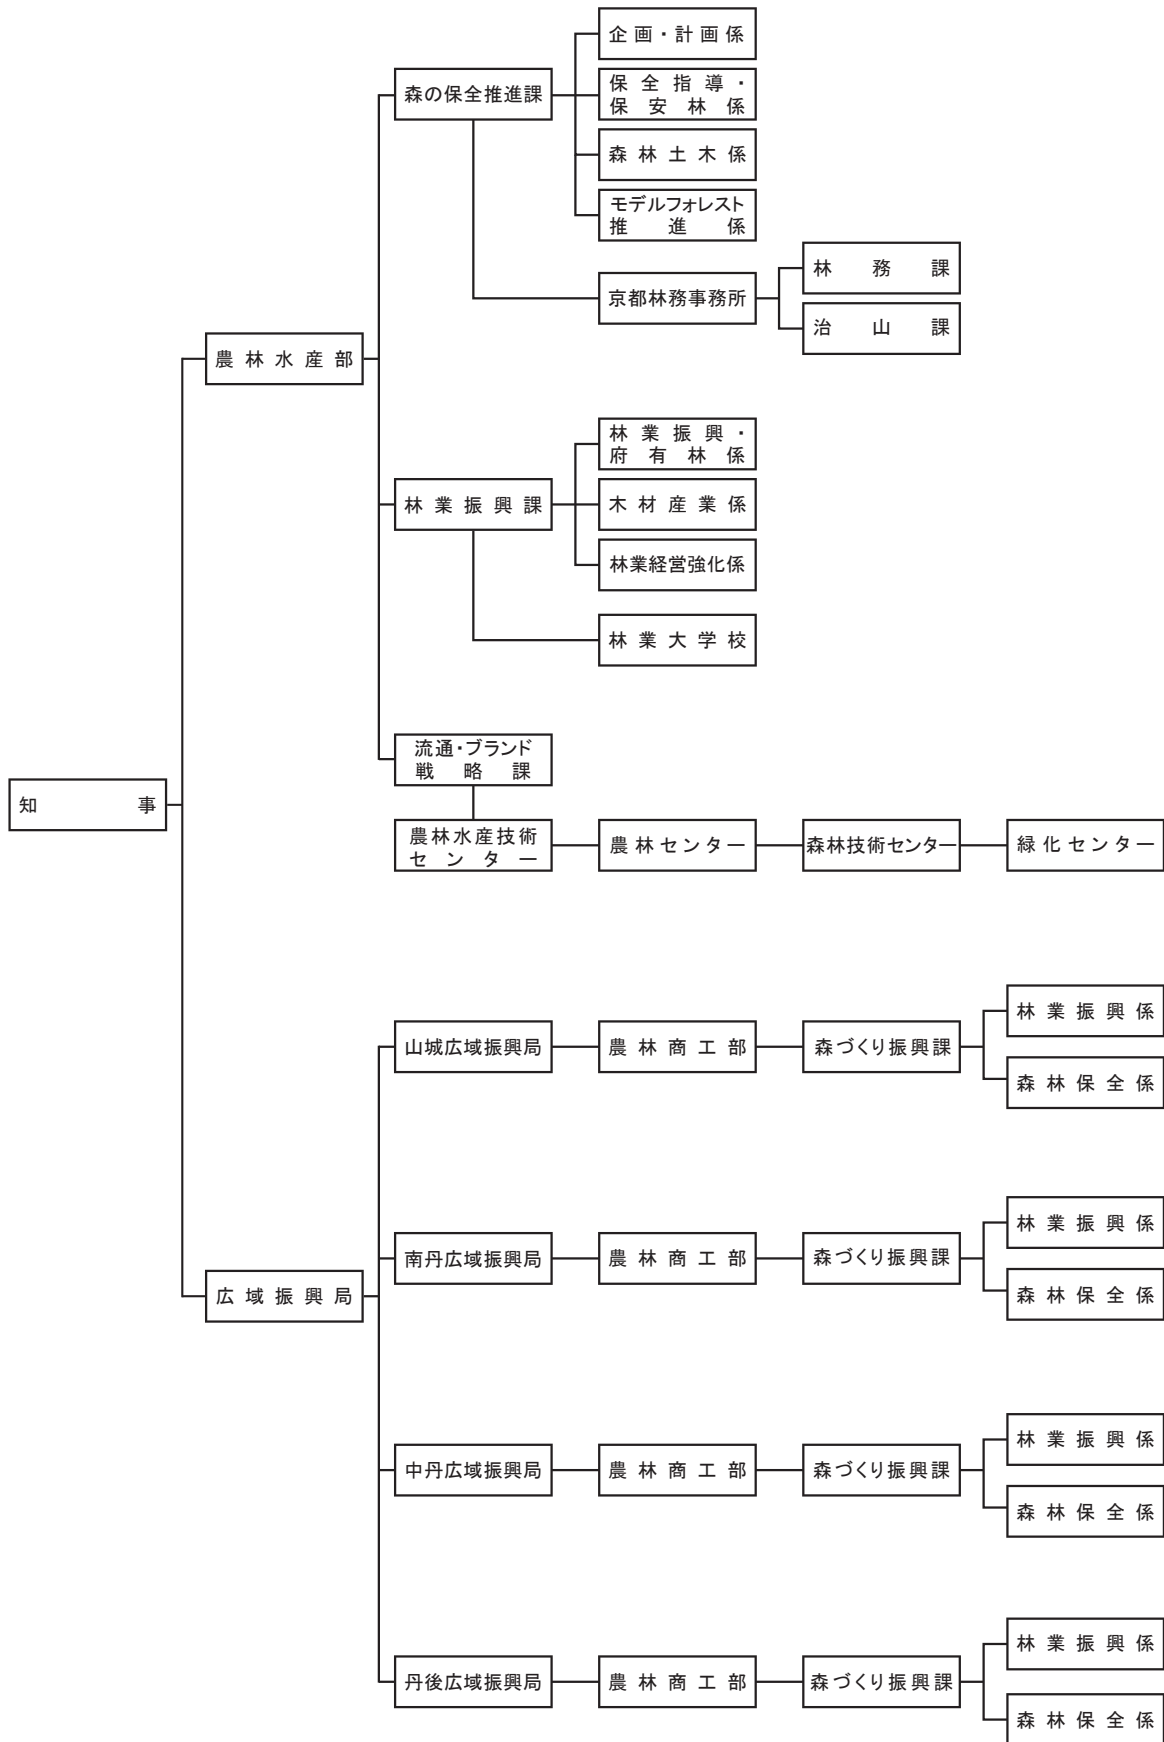 企画・計画係
森の保全推進課
保全指導・
保安林係
森林土木係
モデルフォレスト
推進係
京都林務事務所
林務課
治山課
農林水産部
林業振興・
府有林係
林業振興課
木材産業係
林業経営強化係
林業大学校
流通・ブランド
戦略課
知事
農林水産技術
センター
農林センター
森林技術センター
緑化センター
林業振興係
山城広域振興局
農林商工部
森づくり振興課
森林保全係
林業振興係
南丹広域振興局
農林商工部
森づくり振興課
森林保全係
広域振興局
林業振興係
中丹広域振興局
農林商工部
森づくり振興課
森林保全係
林業振興係
丹後広域振興局
農林商工部
森づくり振興課
森林保全係